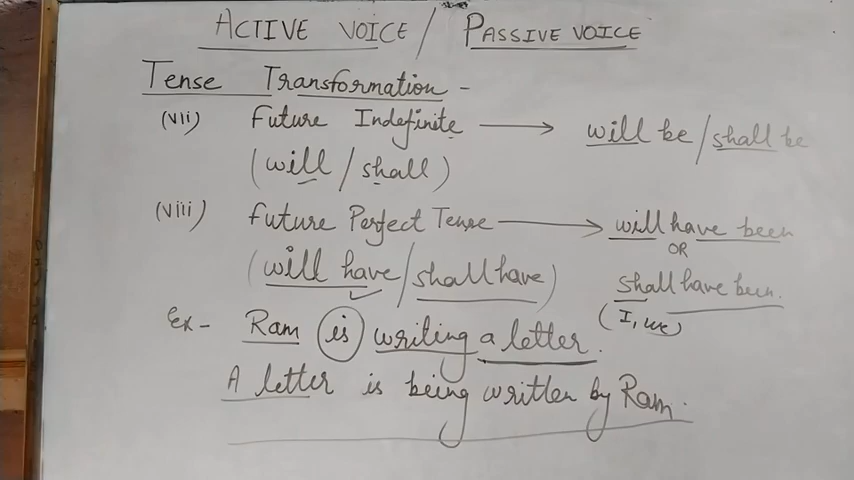 ACTIVE VOICE / PASSIVE VOICE
Tense Transformation -
(vii) Future Indefinite → will be / shall be
(will / shall)
(viii) Future Perfect Tense → will have been
OR
(will have / shall have) shall have been.
(I, we)
Ex- Ram is writing a letter.
A letter is being written by Ram.